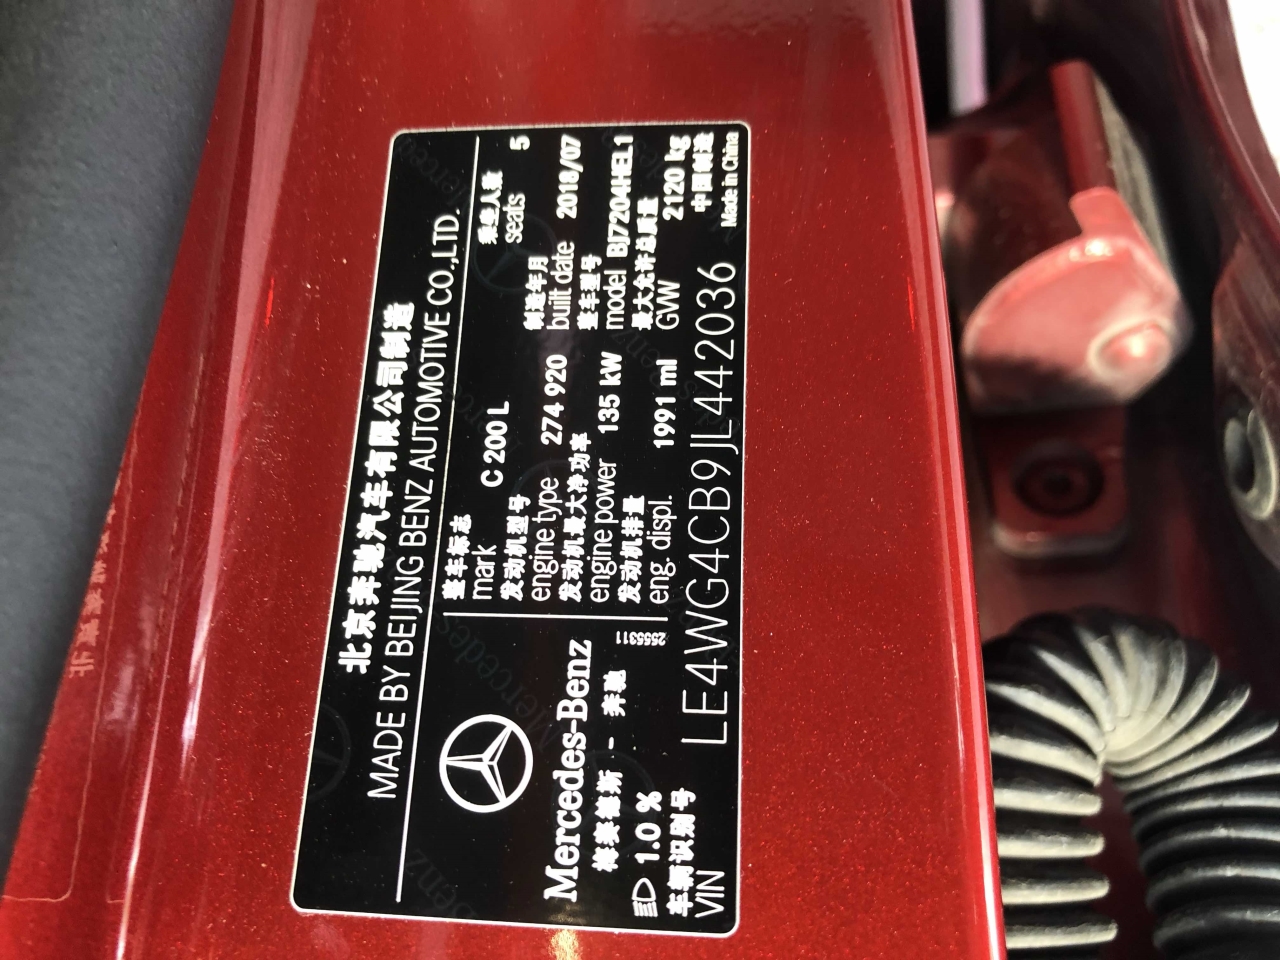 北京奔驰汽车有限公司制造
MADE BY BEIJING BENZ AUTOMOTIVE CO.,LTD.
Mercedes-Benz
梅赛德斯 - 奔驰
2555311
1.0 %
整车标志
mark C 200 L
乘坐人数
seats 5
发动机型号
engine type 274 920
制造年月
built date 2018/07
发动机最大净功率
engine power 135 kW
整车型号
model BJ7204HEL1
发动机排量
eng. displ. 1991 ml
最大允许总质量
GVW 2120 kg
车辆识别号
VIN LE4WG4CB9JL442036
中国制造
Made in China